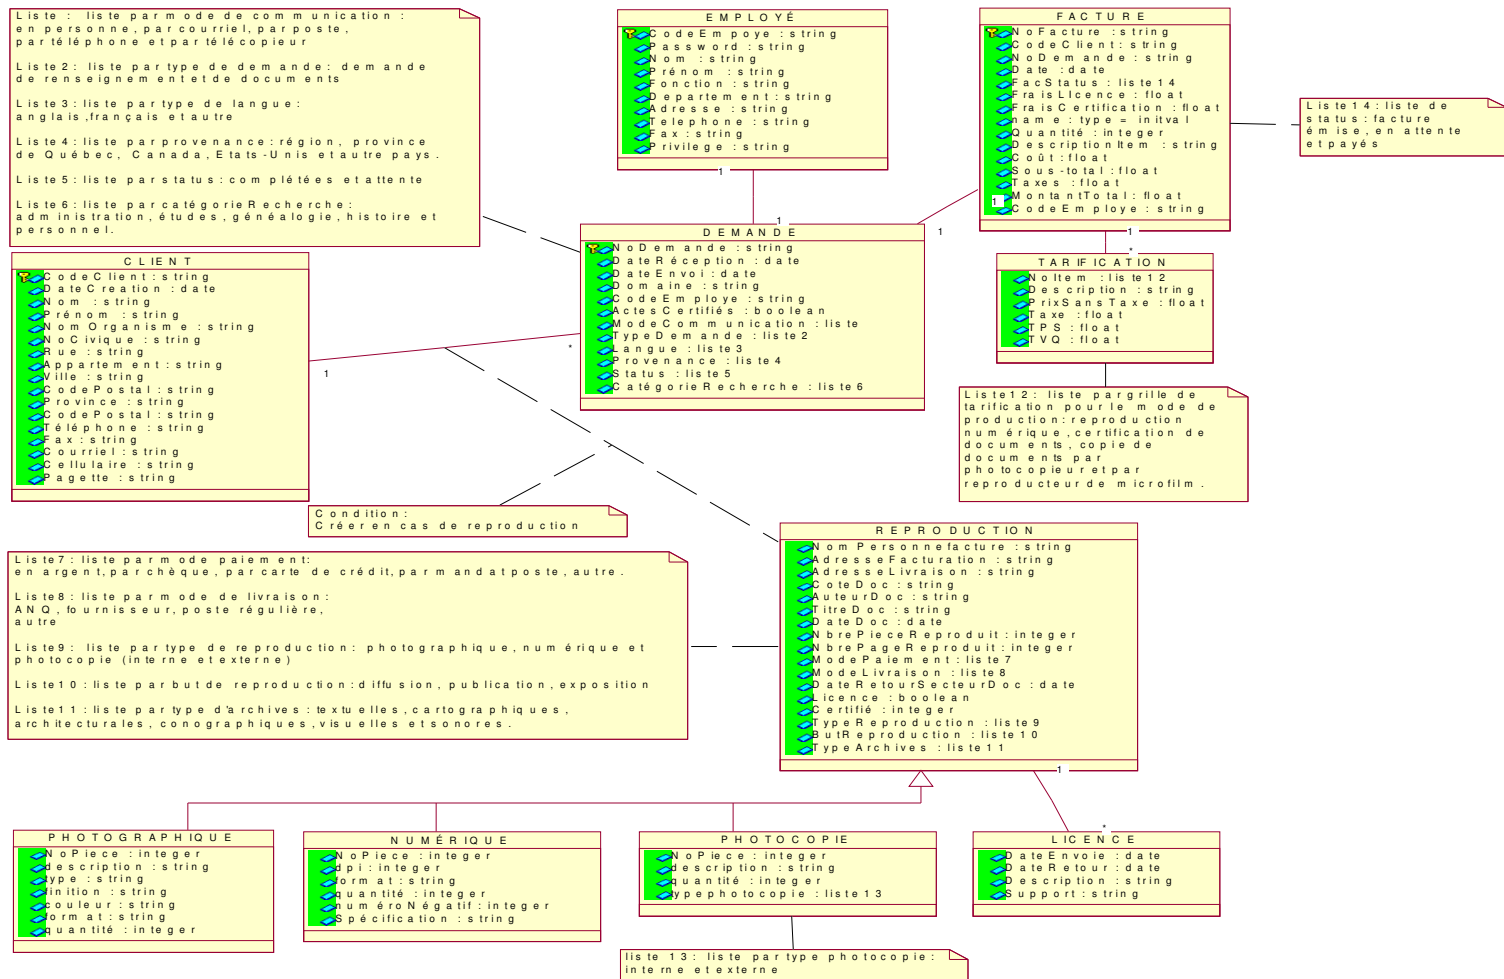 Liste : liste par mode de communication :
en personne, par courriel, par poste,
par téléphone et par télécopieur
Liste2: liste par type de demande: demande
de renseignement et de documents
Liste3: liste par type de langue:
anglais,français et autre
Liste4: liste par provenance: région, province
de Québec, Canada, Etats-Unis et autre pays.
Liste5: liste par status: complétées et attente
Liste6: liste par catégorie Recherche:
administration, études, généalogie, histoire et
personnel.
EMPLOYÉ
CodeEmpoye : string
Password : string
Nom : string
Prénom : string
Fonction : string
Departement : string
Adresse : string
Telephone : string
Fax : string
Privilege : string
1
1
FACTURE
NoFacture : string
CodeClient : string
NoDemande : string
Date : date
FacStatus : liste14
FraisLIcence : float
FraisCertification : float
name : type = initval
Quantité : integer
DescriptionItem : string
Coût : float
Sous-total : float
Taxes : float
MontantTotal : float
CodeEmploye : string
1
1
1
*
Liste14: liste de
status: facture
émise, en attente
et payés
CLIENT
CodeClient : string
DateCreation : date
Nom : string
Prénom : string
NomOrganisme : string
NoCivique : string
Rue : string
Appartement : string
Ville : string
CodePostal : string
Province : string
CodePostal : string
Téléphone : string
Fax : string
Courriel : string
Cellulaire : string
Pagette : string
1
*
DEMANDE
NoDemande : string
DateRéception : date
DateEnvoi : date
Domaine : string
CodeEmploye : string
ActesCertifiés : boolean
ModeCommunication : liste
TypeDemande : liste2
Langue : liste3
Provenance : liste4
Status : liste5
CatégorieRecherche : liste6
TARIFICATION
NoItem : liste12
Description : string
PrixSansTaxe : float
Taxe : float
TPS : float
TVQ : float
Liste12: liste par grille de
tarification pour le mode de
production: reproduction
numérique, certification de
documents, copie de
documents par
photocopieur et par
reproducteur de microfilm.
Condition:
Créer en cas de reproduction
Liste7: liste par mode paiement:
en argent, par chèque, par carte de crédit, par mandat poste, autre.
Liste8: liste par mode de livraison:
ANQ, fournisseur, poste régulière,
autre
Liste9: liste par type de reproduction: photographique, numérique et
photocopie (interne et externe)
Liste10: liste par but de reproduction: diffusion, publication, exposition
Liste11: liste par type d'archives: textuelles, cartographiques,
architecturales, conographiques, visuelles et sonores.
REPRODUCTION
NomPersonnefacture : string
AdresseFacturation : string
AdresseLivraison : string
CoteDoc : string
AuteurDoc : string
TitreDoc : string
DateDoc : date
NbrePieceReproduit : integer
NbrePageReproduit : integer
ModePaiement : liste7
ModeLivraison : liste8
DateRetourSecteurDoc : date
Licence : boolean
Certifié : integer
TypeReproduction : liste9
ButReproduction : liste10
TypeArchives : liste11
1
*
PHOTOGRAPHIQUE
NoPiece : integer
description : string
type : string
finition : string
couleur : string
format : string
quantité : integer
NUMÉRIQUE
NoPiece : integer
dpi : integer
format : string
quantité : integer
numéroNégatif : integer
Spécification : string
PHOTOCOPIE
NoPiece : integer
description : string
quantité : integer
typephotocopie : liste13
LICENCE
DateEnvoie : date
DateRetour : date
Description : string
Support : string
liste 13: liste par type photocopie:
interne et externe